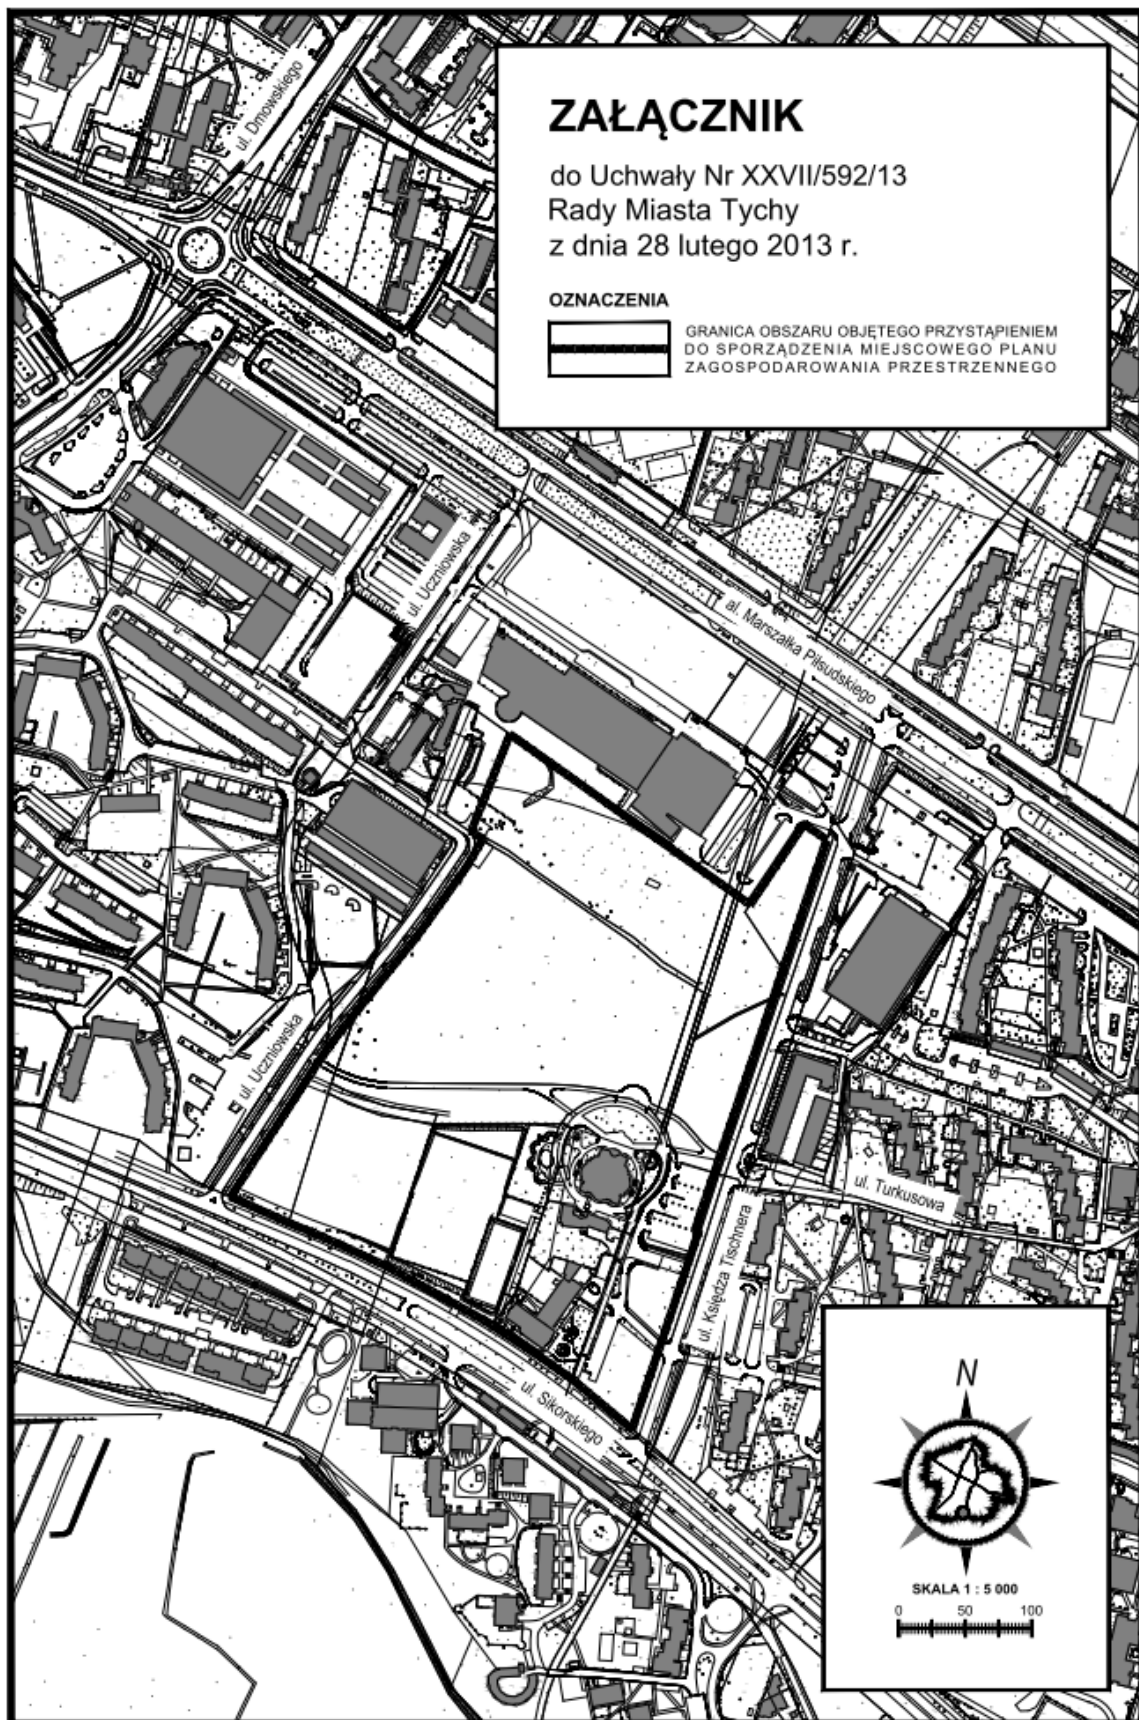 ZAŁĄCZNIK
do Uchwały Nr XXVII/592/13
Rady Miasta Tychy
z dnia 28 lutego 2013 r.
OZNACZENIA
GRANICA OBSZARU OBJĘTEGO PRZYSTĄPIENIEM
DO SPORZĄDZENIA MIEJSCOWEGO PLANU
ZAGOSPODAROWANIA PRZESTRZENNEGO
ul. Dmowskiego
ul. Uczniowska
al. Marszałka Piłsudskiego
ul. Uczniowska
ul. Turkusowa
ul. Księdza Tischnera
ul. Sikorskiego
N
SKALA 1 : 5 000
0 50 100